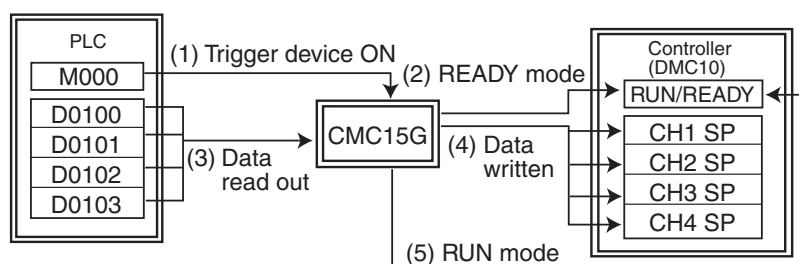 PLC
M000
D0100
D0101
D0102
D0103
(1) Trigger device ON
(2) READY mode
(3) Data
read out
CMC15G
(4) Data
written
(5) RUN mode
Controller
(DMC10)
RUN/READY
CH1 SP
CH2 SP
CH3 SP
CH4 SP